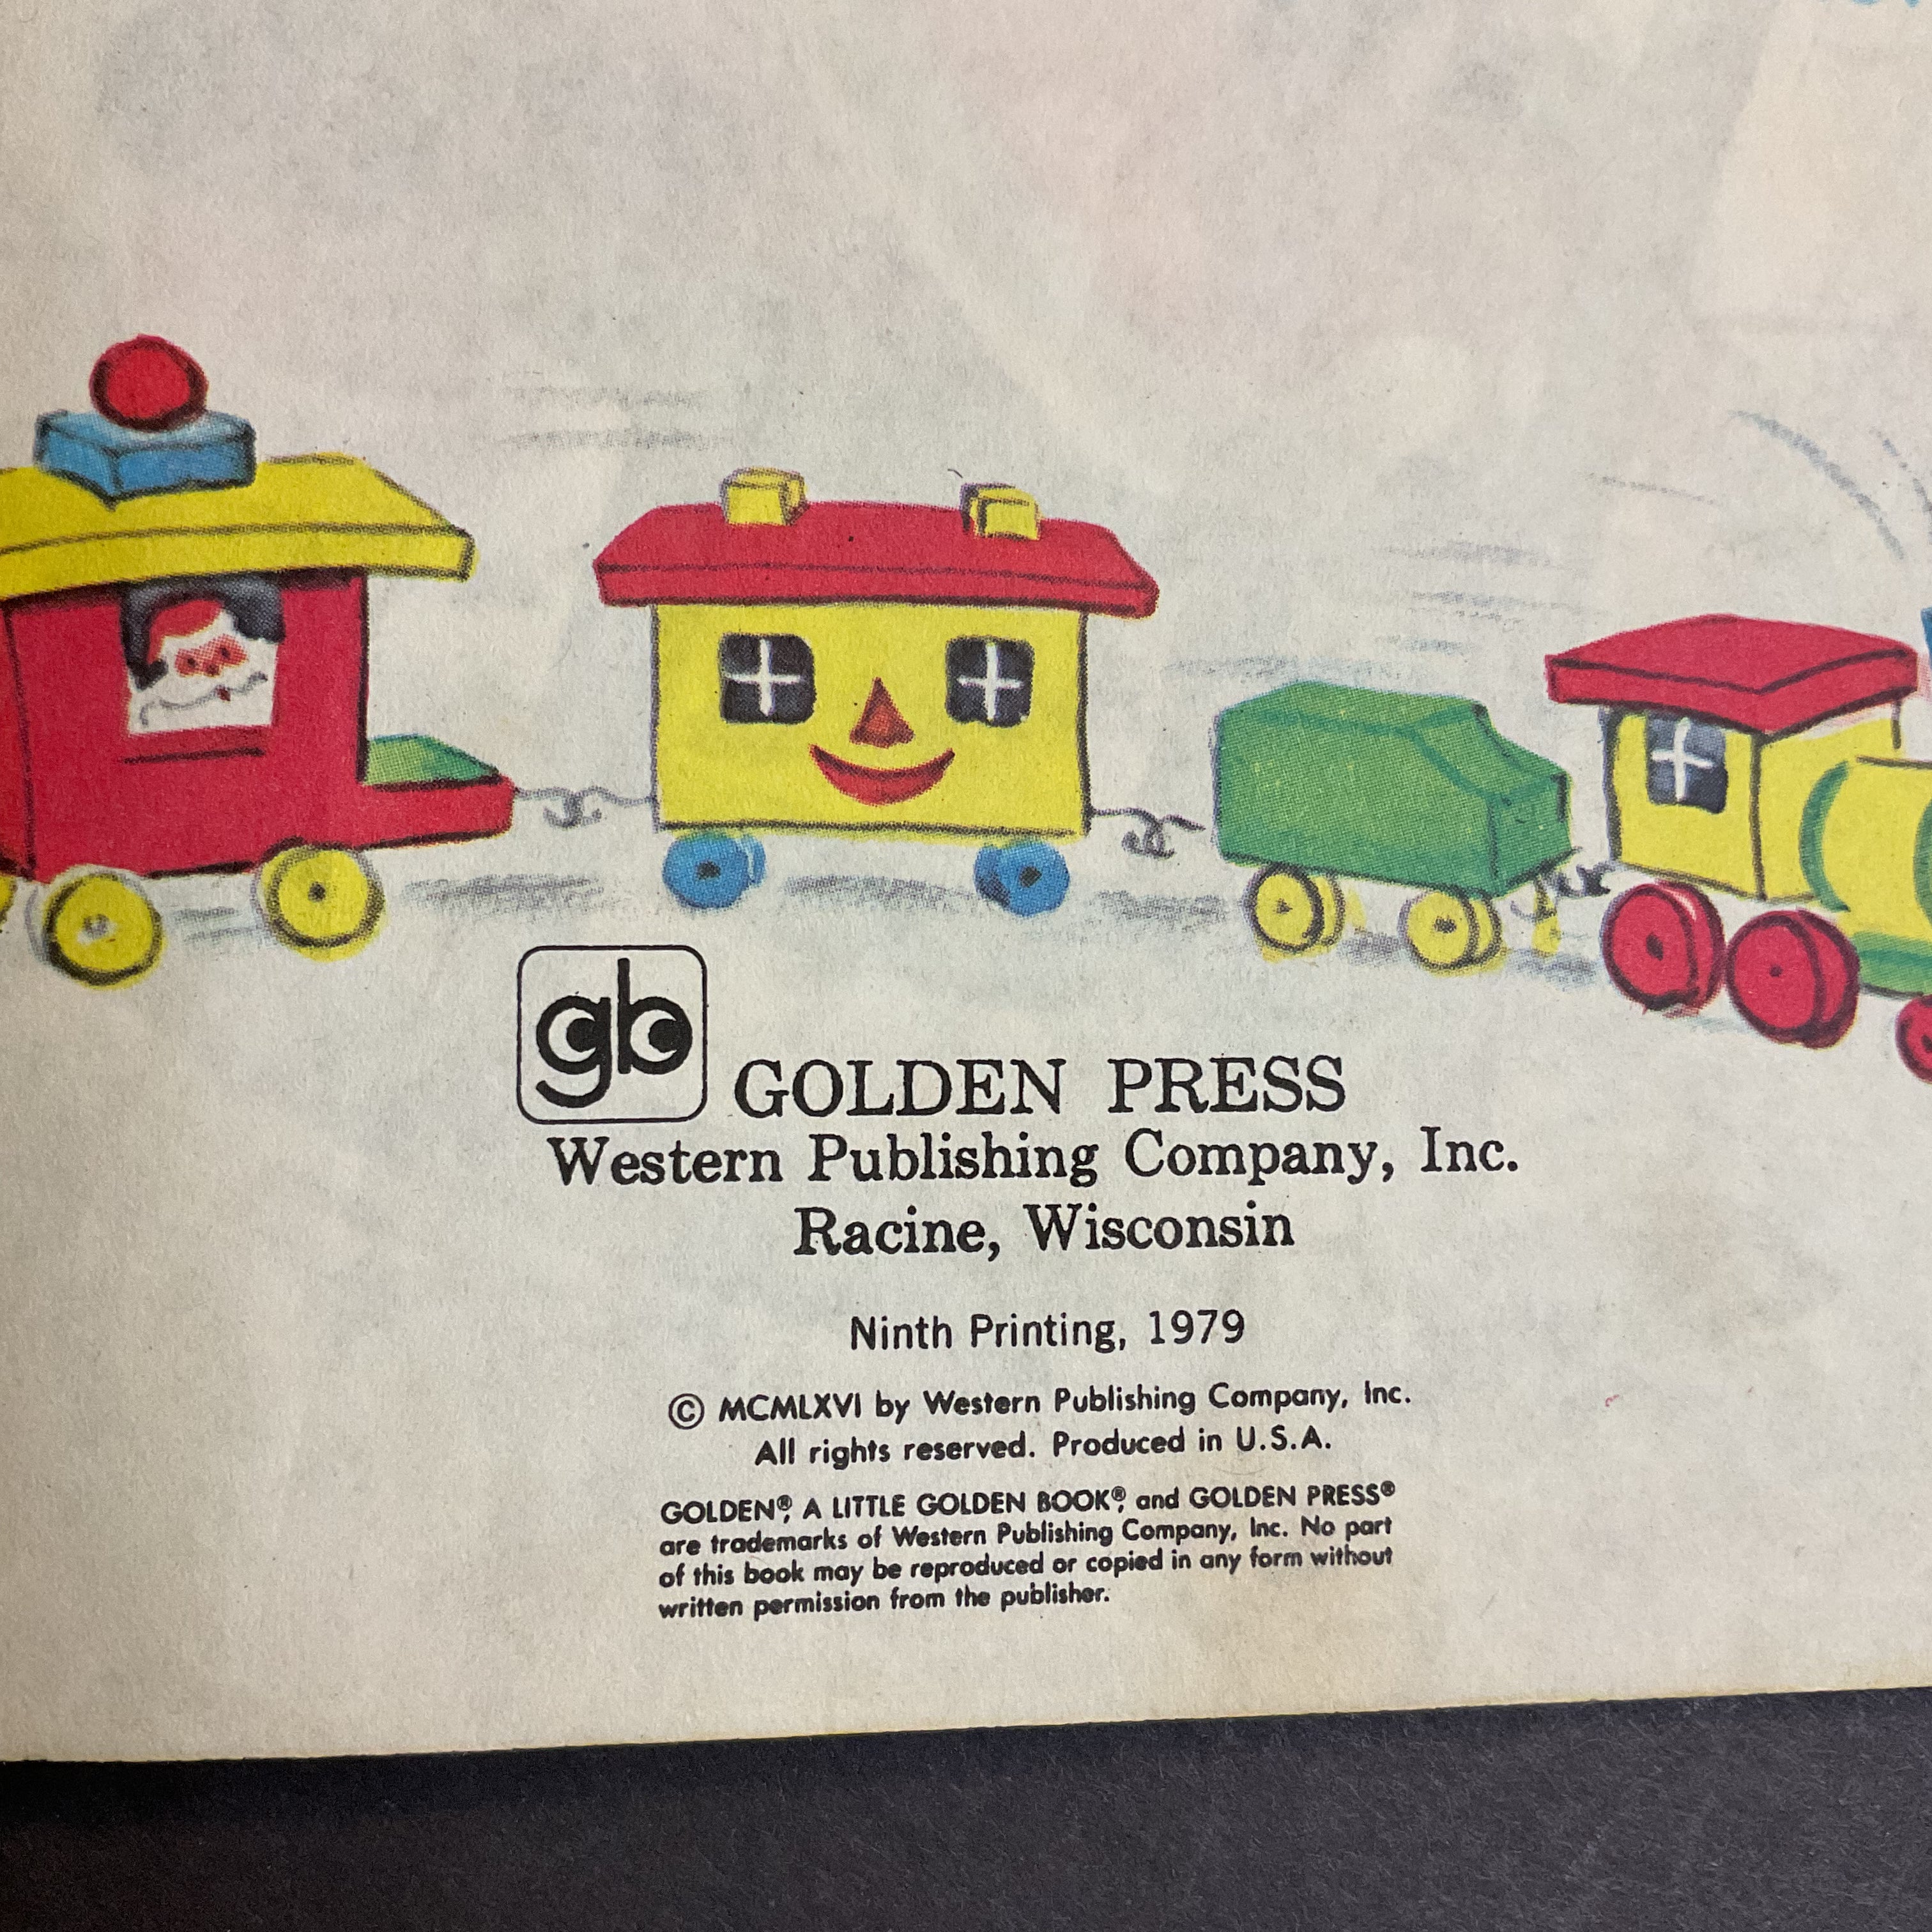 gb GOLDEN PRESS
Western Publishing Company, Inc.
Racine, Wisconsin
Ninth Printing, 1979
© MCMLXVI by Western Publishing Company, Inc.
All rights reserved. Produced in U.S.A.
GOLDEN®, A LITTLE GOLDEN BOOK®, and GOLDEN PRESS®
are trademarks of Western Publishing Company, Inc. No part
of this book may be reproduced or copied in any form without
written permission from the publisher.